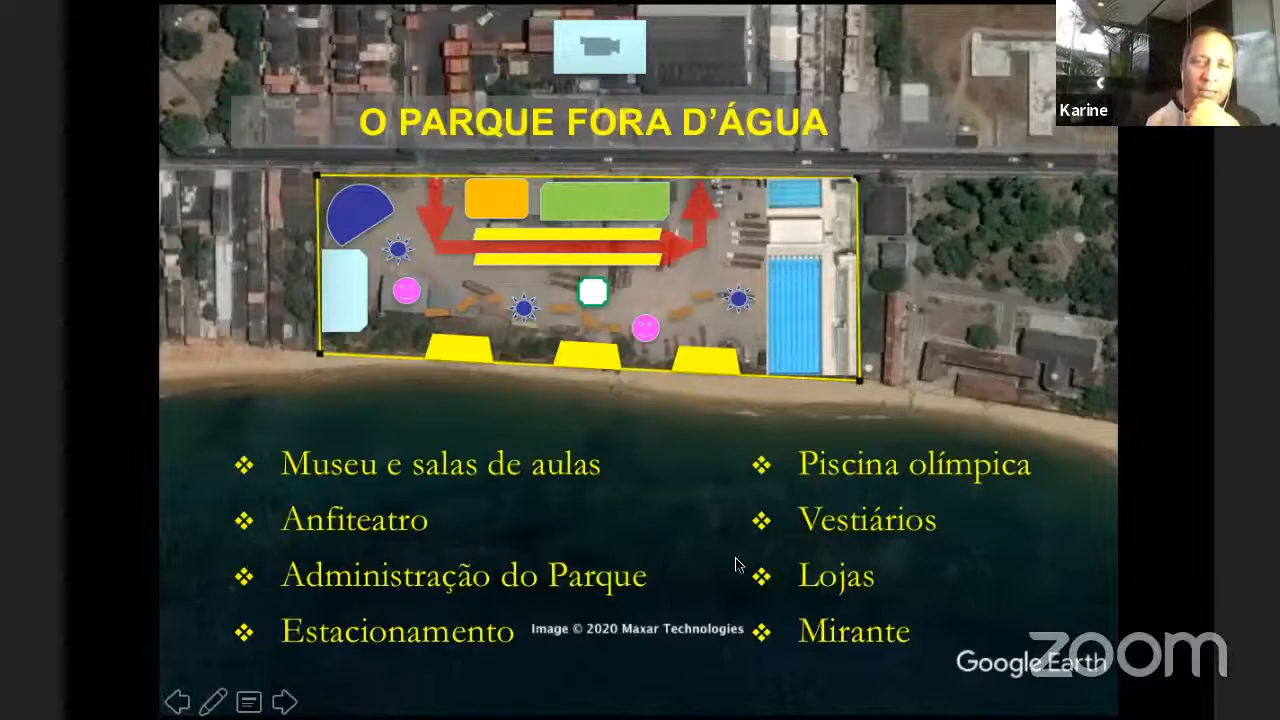 Karine
O PARQUE FORA D'ÁGUA
❖ Museu e salas de aulas
❖ Anfiteatro
❖ Administração do Parque
❖ Estacionamento
❖ Piscina olímpica
❖ Vestiários
❖ Lojas
❖ Mirante
Image © 2020 Maxar Technologies
Google Earth
zoom